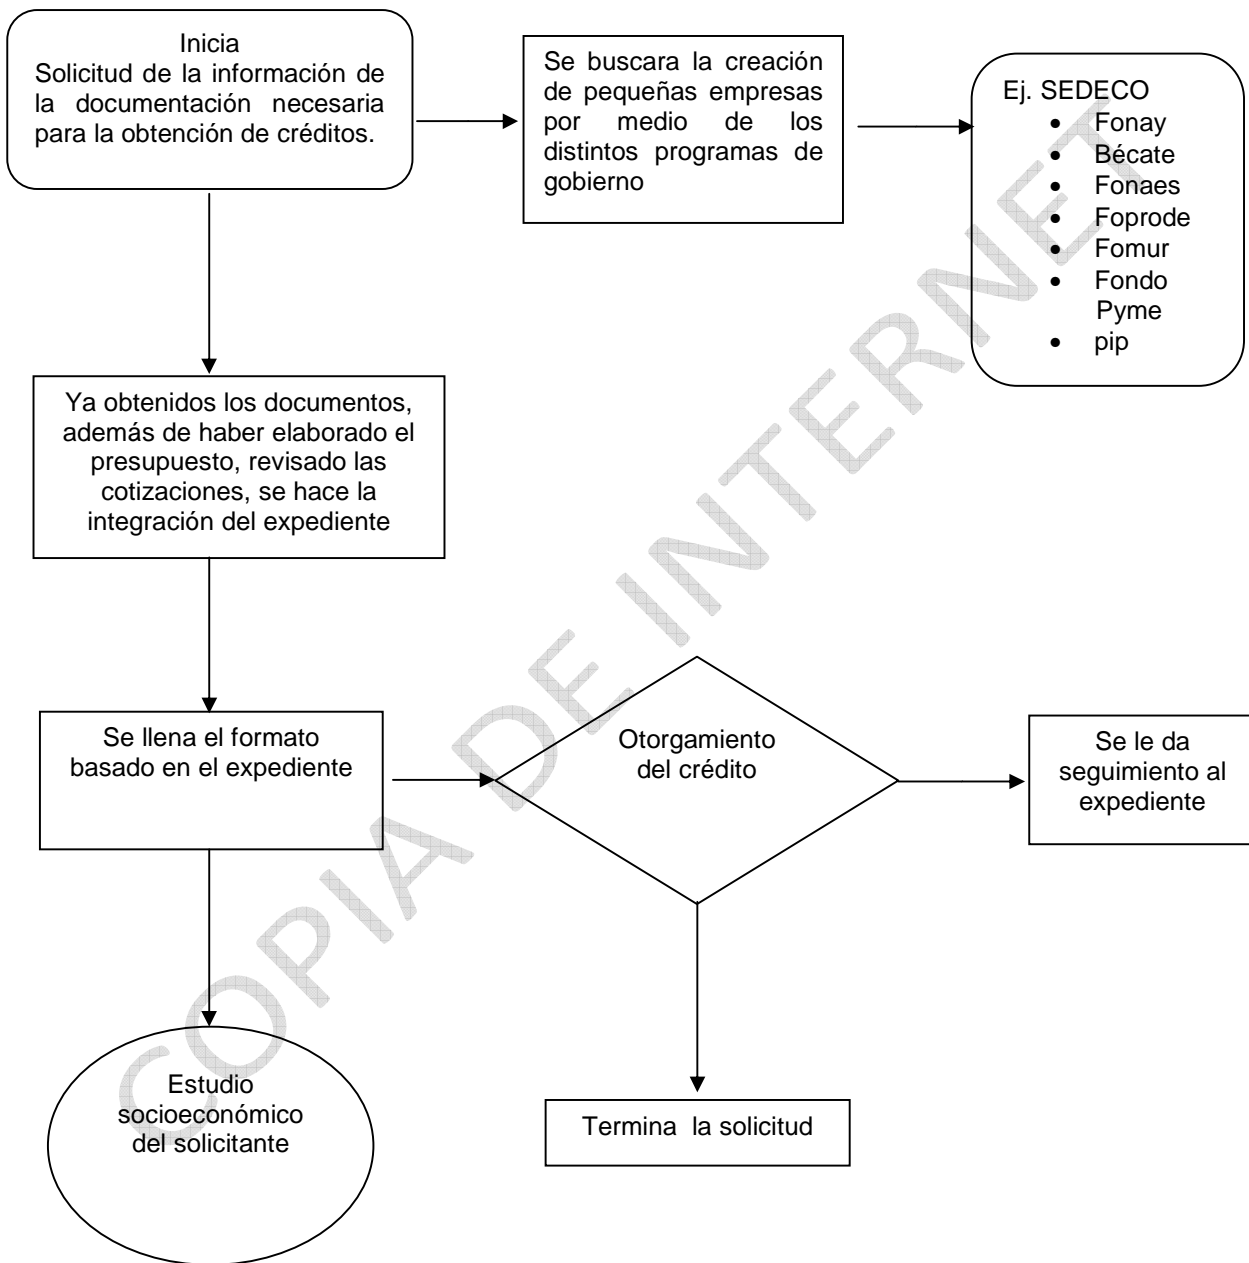 Inicia
Solicitud de la información de
la documentación necesaria
para la obtención de créditos.
Se buscara la creación
de pequeñas empresas
por medio de los
distintos programas de
gobierno
Ej. SEDECO
• Fonay
• Bécate
• Fonaes
• Foprode
• Fomur
• Fondo
Pyme
• pip
Ya obtenidos los documentos,
además de haber elaborado el
presupuesto, revisado las
cotizaciones, se hace la
integración del expediente
Se llena el formato
basado en el expediente
Otorgamiento
del crédito
Se le da
seguimiento al
expediente
Estudio
socioeconómico
del solicitante
Termina la solicitud
COPIA DE INTERNET